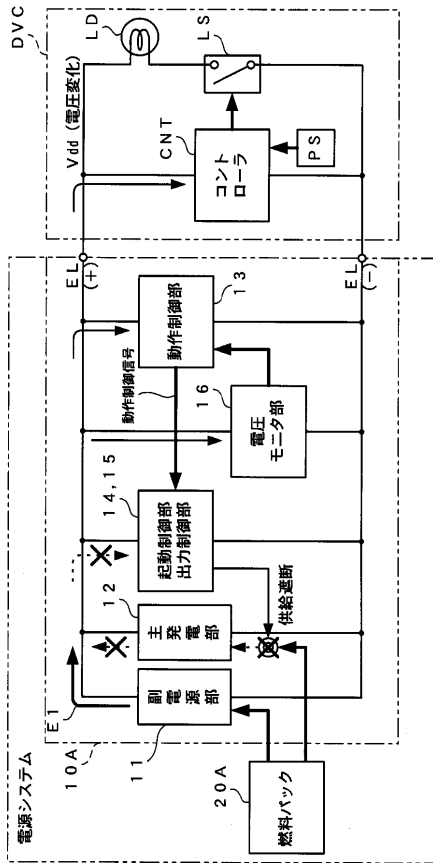 電源システム
10A
E1
11
副電源部
12
主発電部
14,15
起動制御部
出力制御部
動作制御信号
13
動作制御部
16
電圧
モニタ部
供給遮断
20A
燃料パック
EL
(+)
EL
(−)
DVC
Vdd(電圧変化)
LD
LS
CNT
コント
ローラ
PS